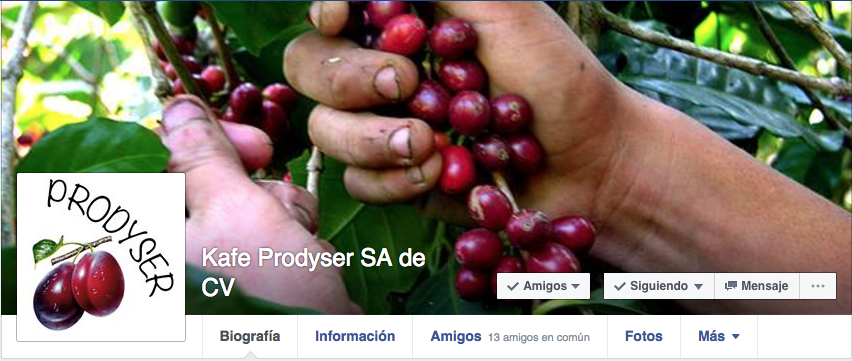 PRODYSER
Kafe Prodyser SA de
CV
Amigos
Siguiendo
Mensaje
Biografía
Información
Amigos 13 amigos en común
Fotos
Más